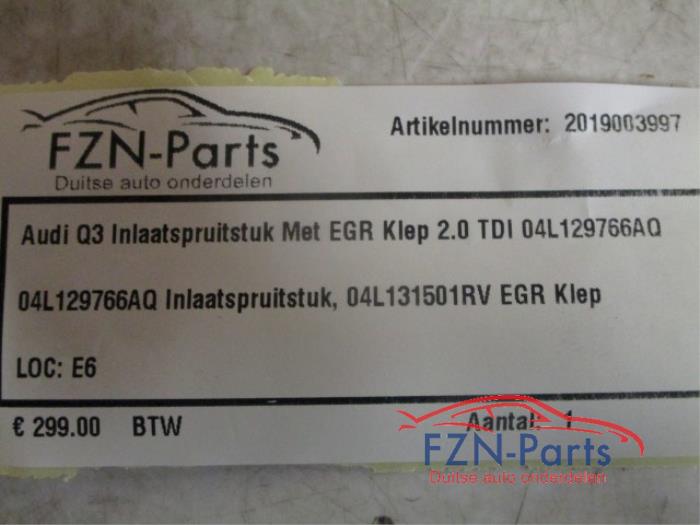 FZN-Parts
Duitse auto onderdelen
Artikelnummer: 2019003997
Audi Q3 Inlaatspruitstuk Met EGR Klep 2.0 TDI 04L129766AQ
04L129766AQ Inlaatspruitstuk, 04L131501RV EGR Klep
LOC: E6
€ 299.00 BTW Aantal: 1
FZN-Parts
Duitse auto onderdelen